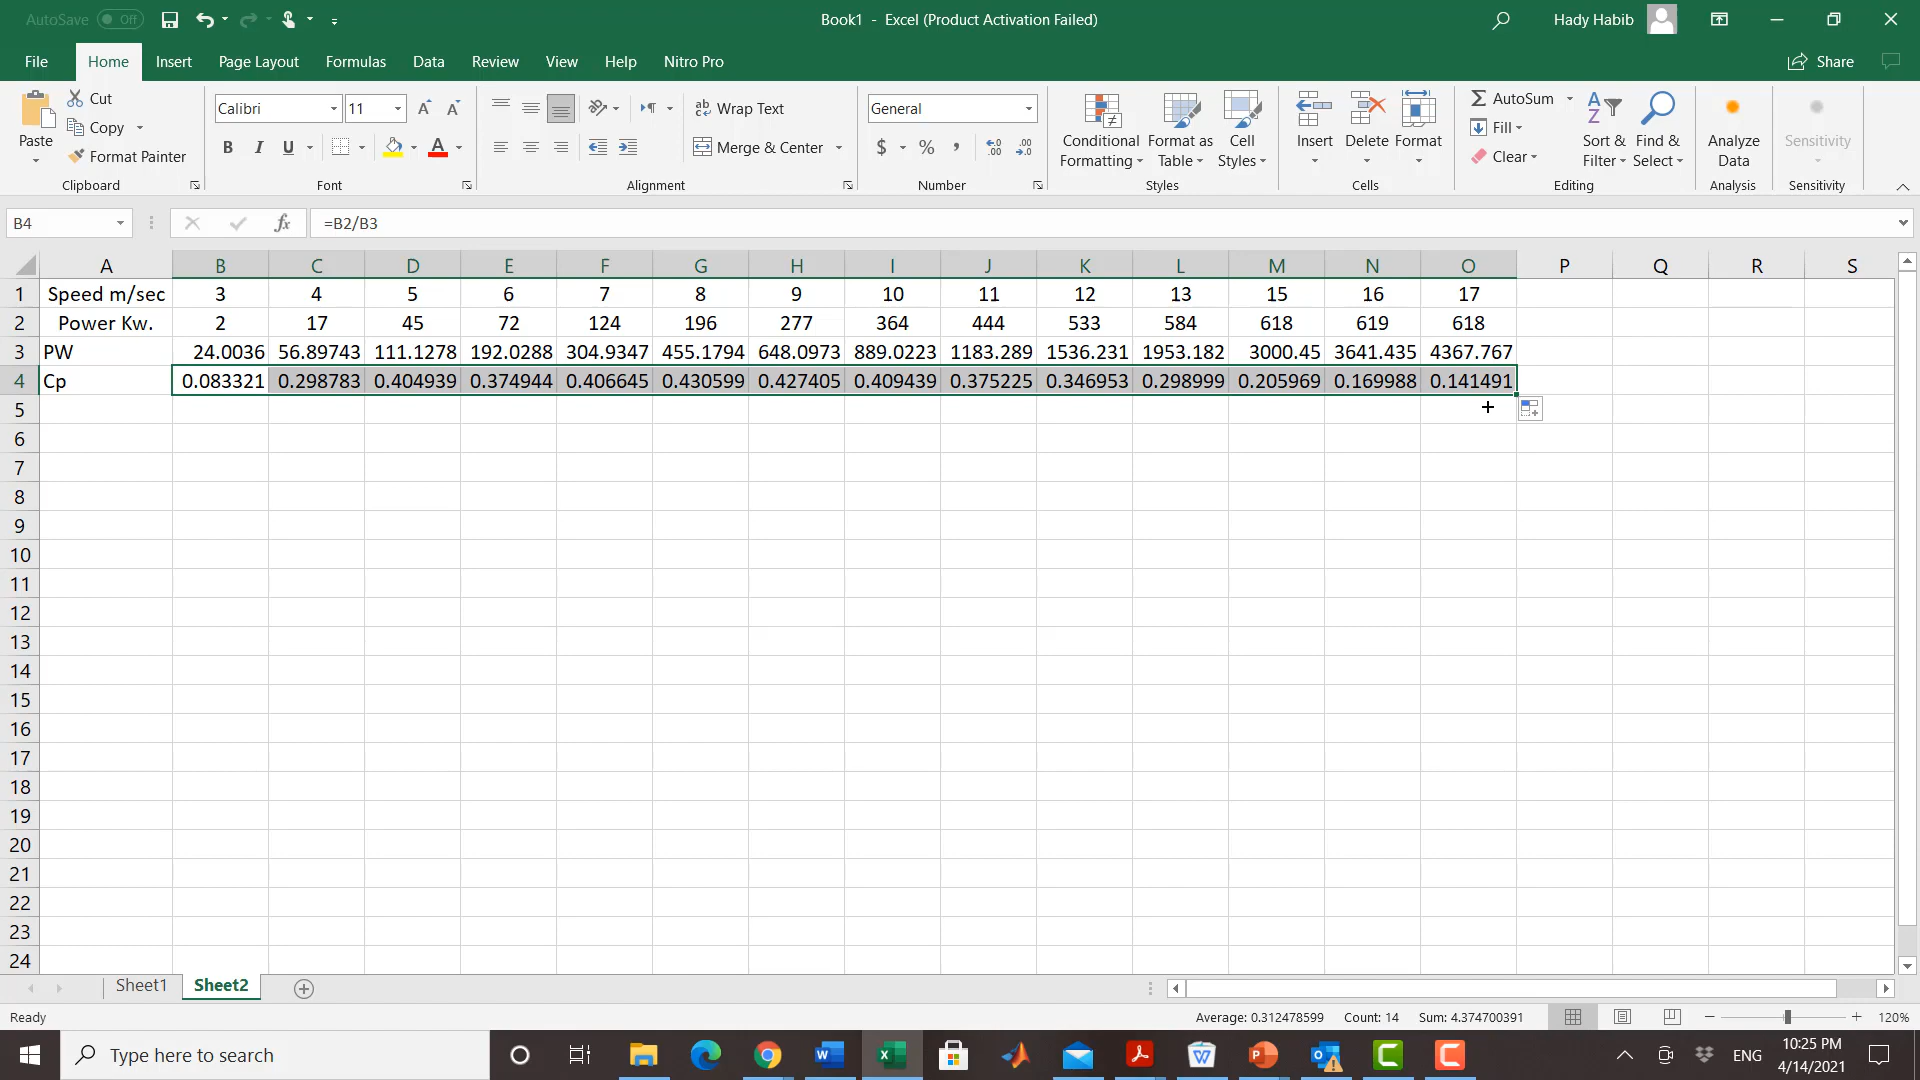 AutoSave Off Book1 - Excel (Product Activation Failed) Hady Habib
File Home Insert Page Layout Formulas Data Review View Help Nitro Pro Share
Paste Cut Copy Format Painter Clipboard
Calibri 11 B I U A Font
Wrap Text Merge & Center Alignment
General $ % , Number
Conditional Formatting Format as Table Cell Styles Styles
Insert Delete Format Cells
AutoSum Fill Clear Sort & Filter Find & Select Editing
Analyze Data Analysis
Sensitivity Sensitivity
B4 fx =B2/B3
A B C D E F G H I J K L M N O P Q R S
1 Speed m/sec 3 4 5 6 7 8 9 10 11 12 13 15 16 17
2 Power Kw. 2 17 45 72 124 196 277 364 444 533 584 618 619 618
3 PW 24.0036 56.89743 111.1278 192.0288 304.9347 455.1794 648.0973 889.0223 1183.289 1536.231 1953.182 3000.45 3641.435 4367.767
4 Cp 0.083321 0.298783 0.404939 0.374944 0.406645 0.430599 0.427405 0.409439 0.375225 0.346953 0.298999 0.205969 0.169988 0.141491
5
6
7
8
9
10
11
12
13
14
15
16
17
18
19
20
21
22
23
24
Sheet1 Sheet2
Ready Average: 0.312478599 Count: 14 Sum: 4.374700391 120%
Type here to search ENG 10:25 PM
4/14/2021